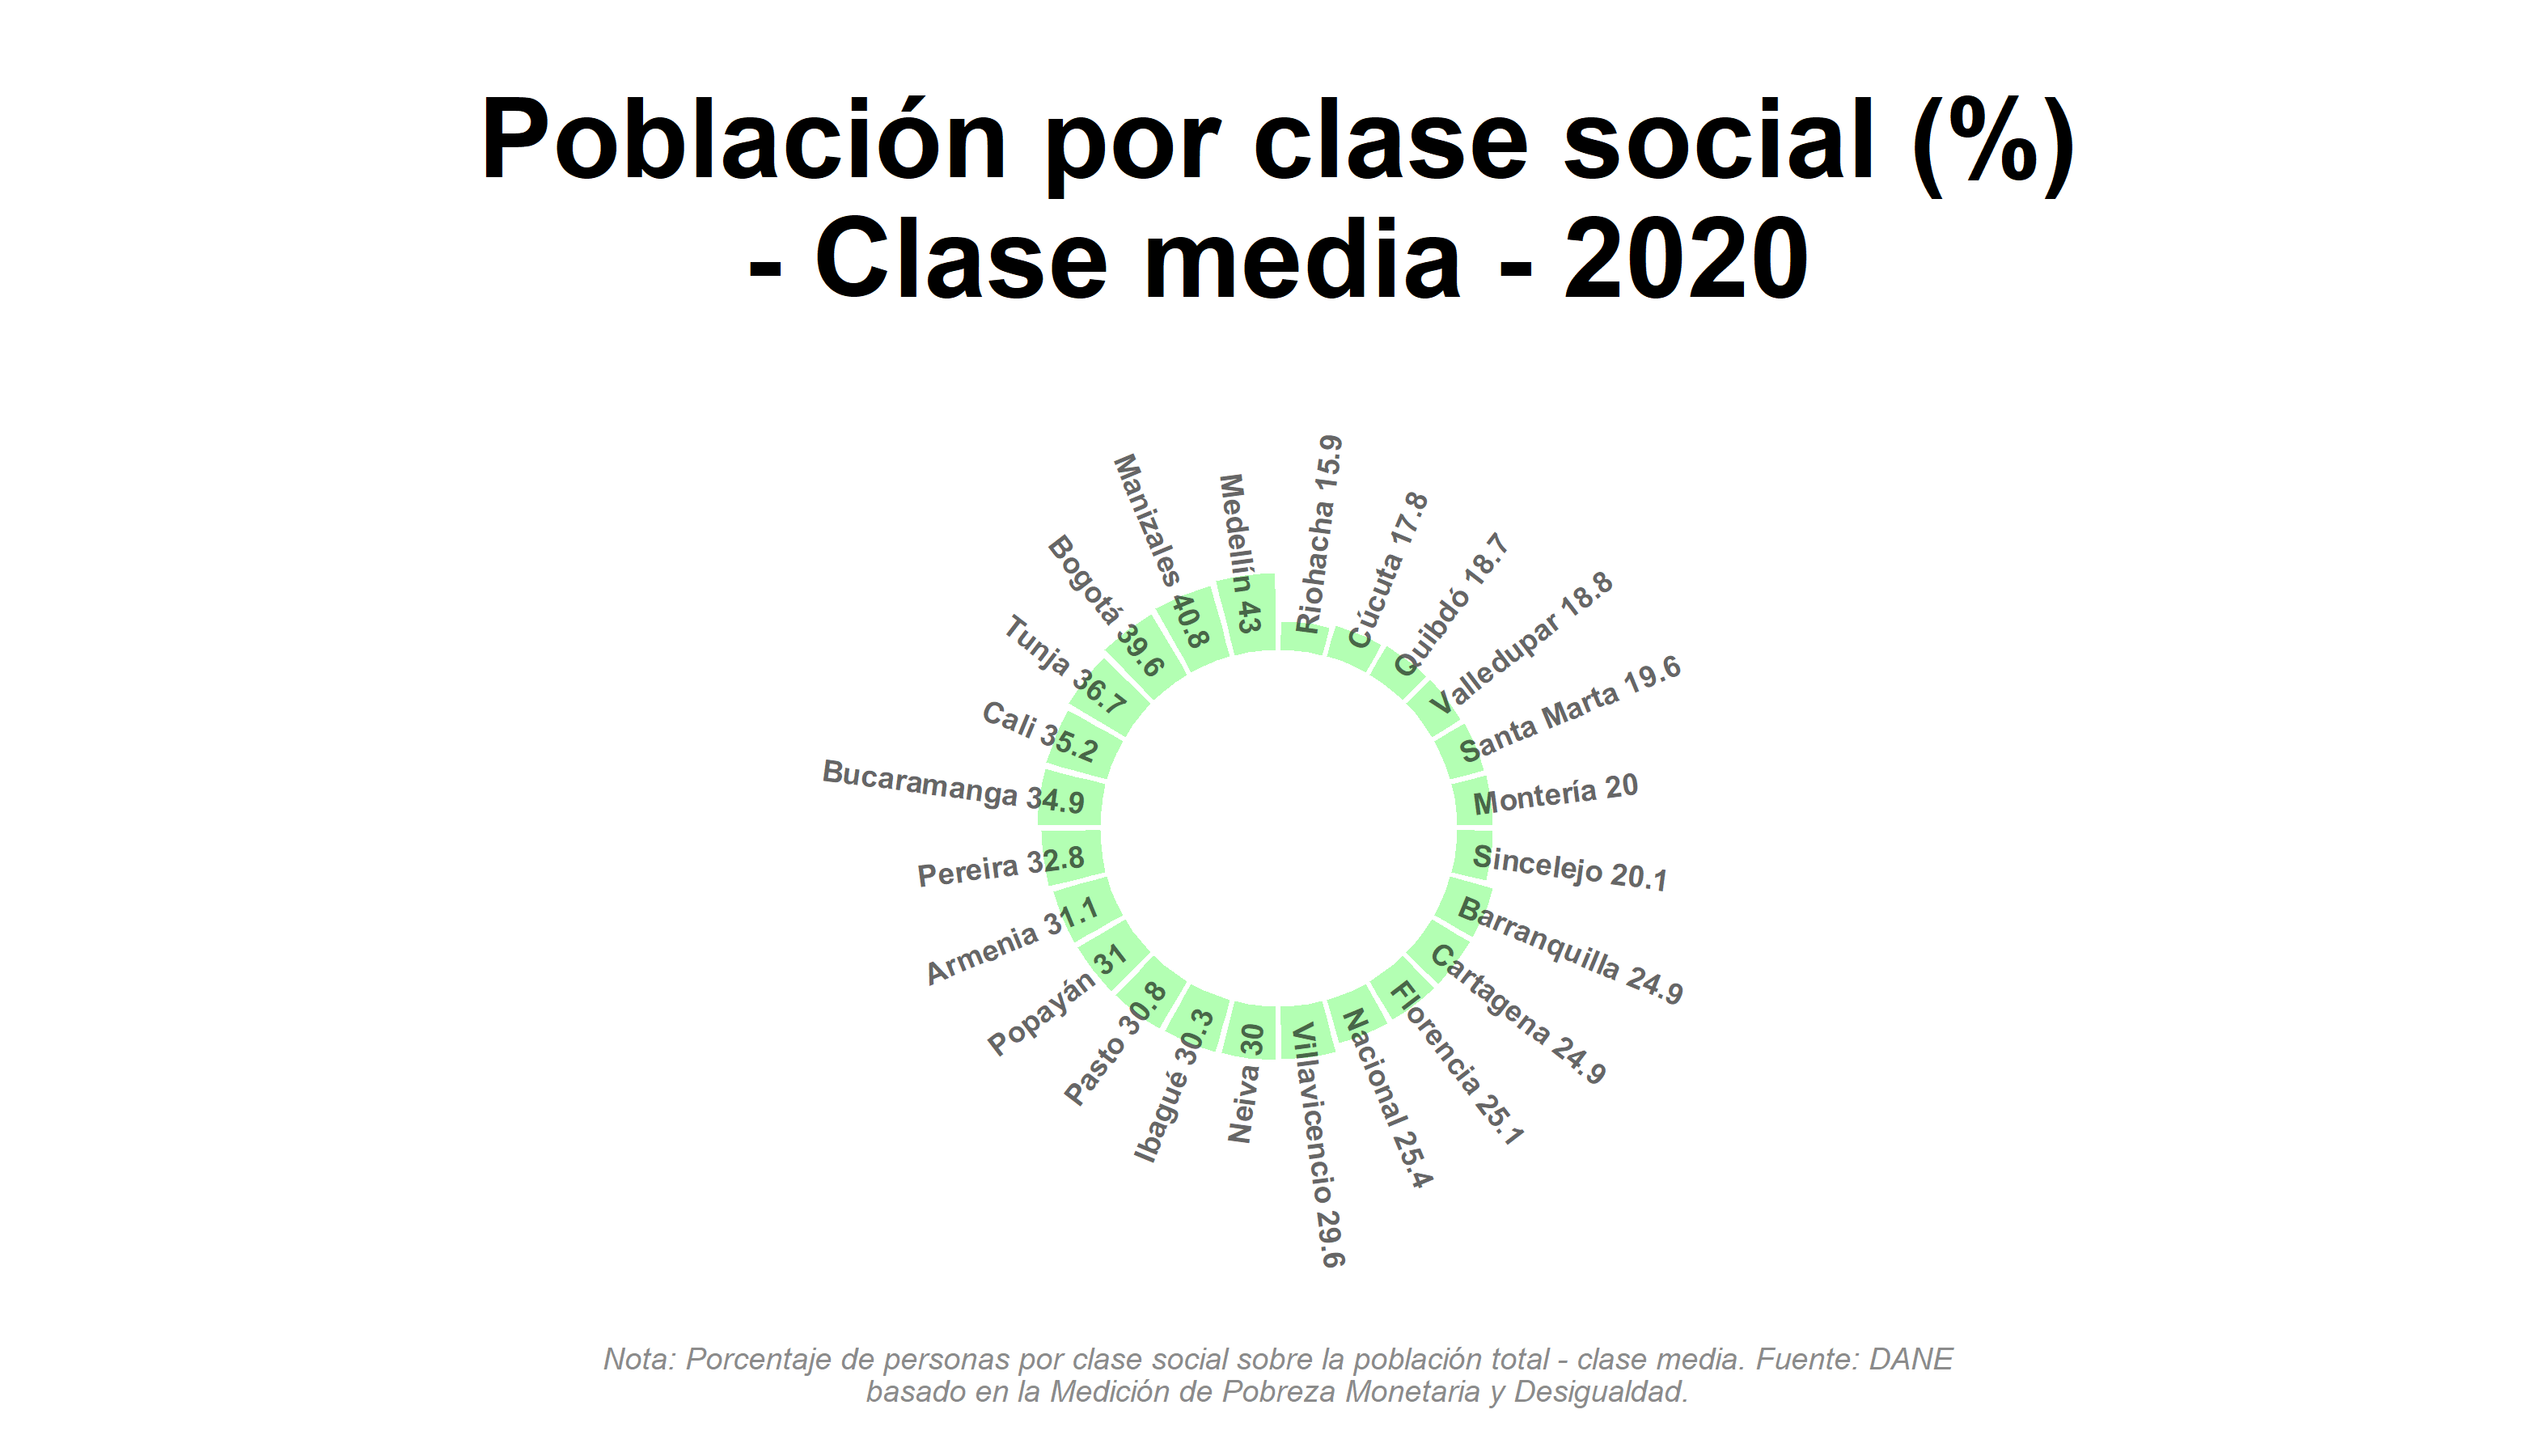 Población por clase social (%)
- Clase media - 2020
Riohacha 15.9
Cúcuta 17.8
Quibdó 18.7
Valledupar 18.8
Santa Marta 19.6
Montería 20
Sincelejo 20.1
Barranquilla 24.9
Cartagena 24.9
Florencia 25.1
Nacional 25.4
Villavicencio 29.6
Neiva 30
Ibagué 30.3
Pasto 30.8
Popayán 31
Armenia 31.1
Pereira 32.8
Bucaramanga 34.9
Cali 35.2
Tunja 36.7
Bogotá 39.6
Manizales 40.8
Medellín 43
Nota: Porcentaje de personas por clase social sobre la población total - clase media. Fuente: DANE
basado en la Medición de Pobreza Monetaria y Desigualdad.